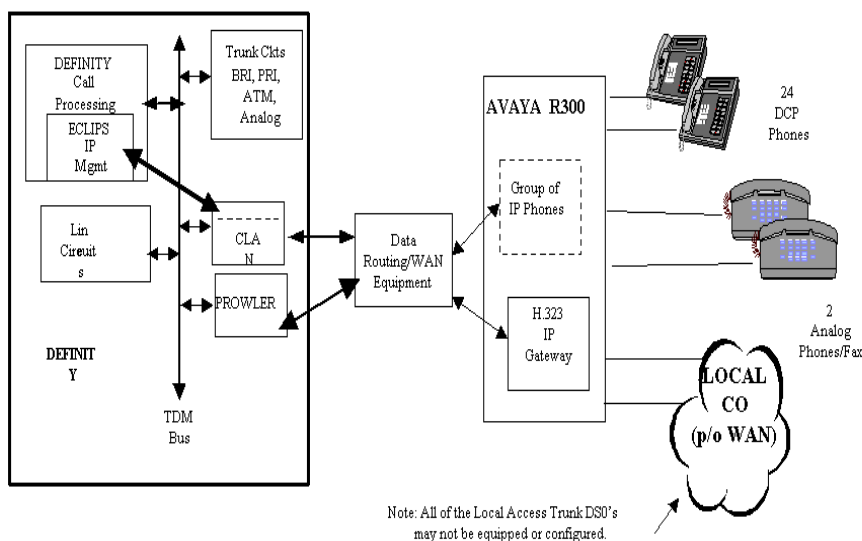 DEFINITY
Call
Processing
ECLIPS
IP
Mgmt
Trunk Ckts
BRI, PRI,
ATM,
Analog
Lin
Circuit
s
CLA
N
PROWLER
DEFINIT
Y
TDM
Bus
Data
Routing/WAN
Equipment
AVAYA R300
Group of
IP Phones
H.323
IP
Gateway
24
DCP
Phones
2
Analog
Phones/Fax
LOCAL
CO
(p/o WAN)
Note: All of the Local Access Trunk DS0's
may not be equipped or configured.